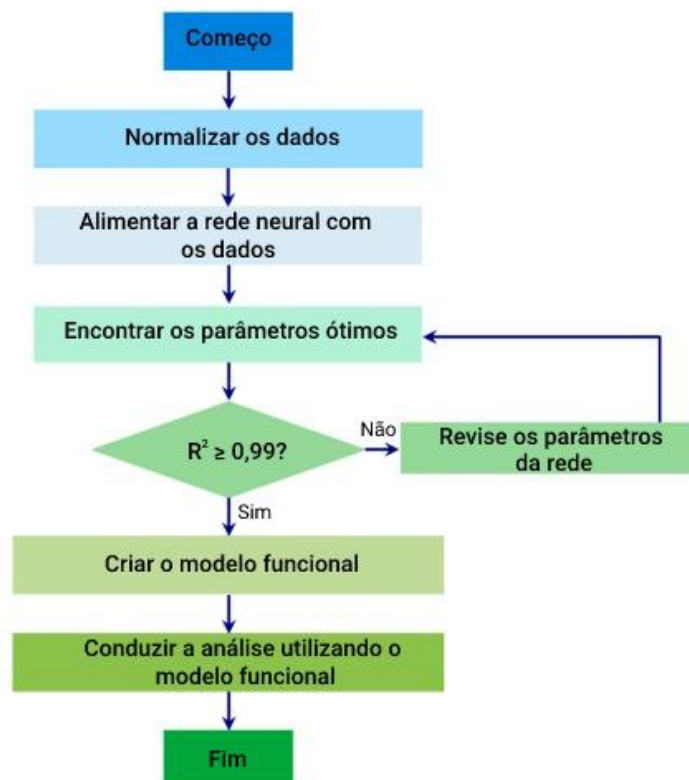 Começo
Normalizar os dados
Alimentar a rede neural com
os dados
Encontrar os parâmetros ótimos
R² ≥ 0,99?
Não
Revise os parâmetros
da rede
Sim
Criar o modelo funcional
Conduzir a análise utilizando o
modelo funcional
Fim